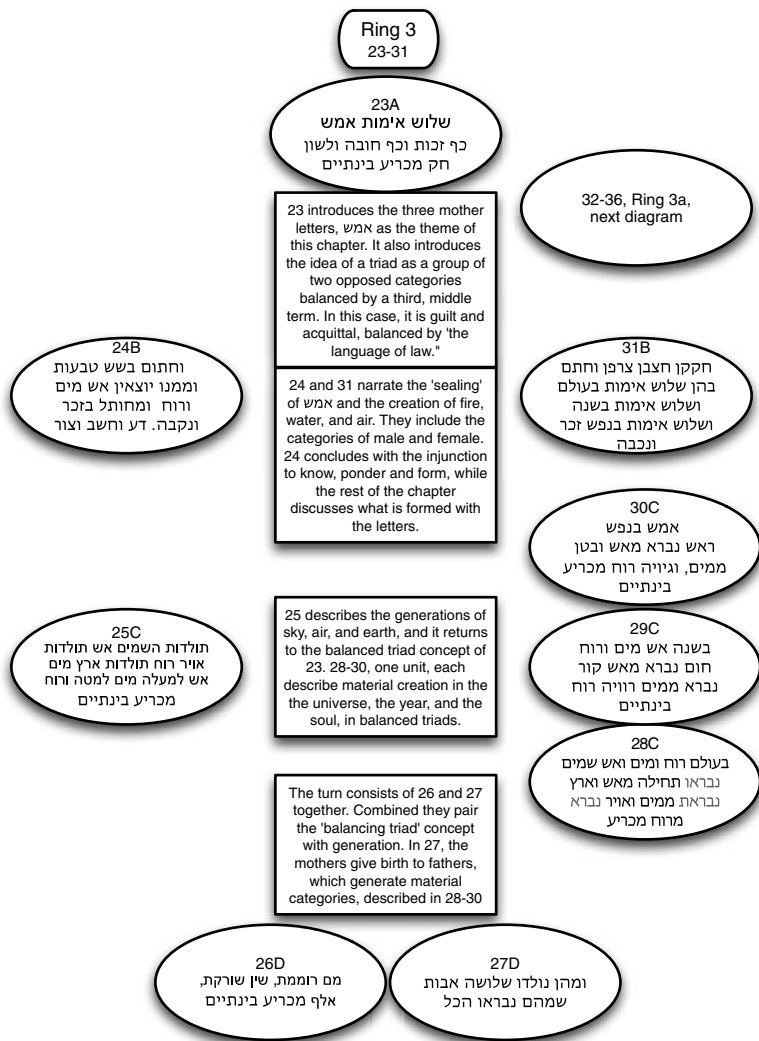 Ring 3
23-31
23A
שלוש אימות אמש
כף זכות וכף חובה ולשון
חק מכריע בינתיים
23 introduces the three mother
letters, אמש as the theme of
this chapter. It also introduces
the idea of a triad as a group of
two opposed categories
balanced by a third, middle
term. In this case, it is guilt and
acquittal, balanced by 'the
language of law."
32-36, Ring 3a,
next diagram
24B
וחתום בשש טבעות
וממנו יוצאין אש מים
ורוח ומחותל בזכר
ונקבה. דע וחשב וצור
24 and 31 narrate the 'sealing'
of אמש and the creation of fire,
water, and air. They include the
categories of male and female.
24 concludes with the injunction
to know, ponder and form, while
the rest of the chapter
discusses what is formed with
the letters.
31B
חקקן חצבן צרפן וחתם
בהן שלוש אימות בעולם
ושלוש אימות בשנה
ושלוש אימות בנפש זכר
ונכבה
30C
אמש בנפש
ראש נברא מאש ובטן
ממים, וגיויה רוח מכריע
בינתיים
25C
תולדות השמים אש תולדות
אויר רוח תולדות ארץ מים
אש למעלה מים למטה ורוח
מכריע בינתיים
25 describes the generations of
sky, air, and earth, and it returns
to the balanced triad concept of
23. 28-30, one unit, each
describe material creation in the
the universe, the year, and the
soul, in balanced triads.
29C
בשנה אש מים ורוח
חום נברא מאש קור
נברא ממים רוויה רוח
בינתיים
28C
בעולם רוח ומים ואש שמים
נבראו תחילה מאש וארץ
נבראת ממים ואויר נברא
מרוח מכריע
The turn consists of 26 and 27
together. Combined they pair
the 'balancing triad' concept
with generation. In 27, the
mothers give birth to fathers,
which generate material
categories, described in 28-30
26D
מם רוממת, שין שורקת,
אלף מכריע בינתיים
27D
ומהן נולדו שלושה אבות
שמהם נבראו הכל